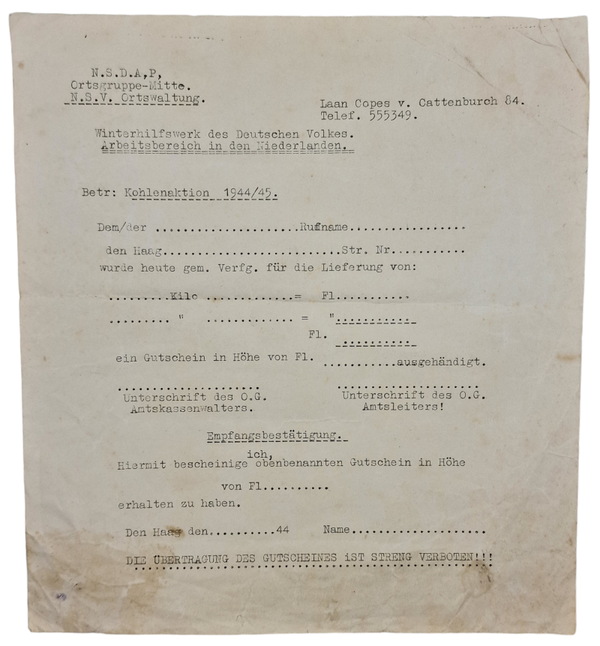 N.S.D.A,P,
Ortsgruppe-Mitte.
N.S.V. Ortswaltung.
Laan Copes v. Cattenburch 84.
Telef. 555349.
Winterhilfswerk des Deutschen Volkes.
Arbeitsbereich in den Niederlanden.
Betr: Kohlenaktion 1944/45.
Dem/der .....................Rufname.................
den Haag..........................Str. Nr...........
wurde heute gem. Verfg. für die Lieferung von:
.........Kilo .............= Fl...........
......... " ............. = "...........
Fl. ...........
ein Gutschein in Höhe von Fl. ...........ausgehändigt.
..................... .....................
Unterschrift des O.G. Unterschrift des O.G.
Amtskassenwalters. Amtsleiters!
Empfangsbestätigung.
ich,
Hiermit bescheinige obenbenannten Gutschein in Höhe
von Fl..........
erhalten zu haben.
Den Haag den..........44 Name....................
DIE ÜBERTRAGUNG DES GUTSCHEINES iST STRENG VERBOTEN!!!